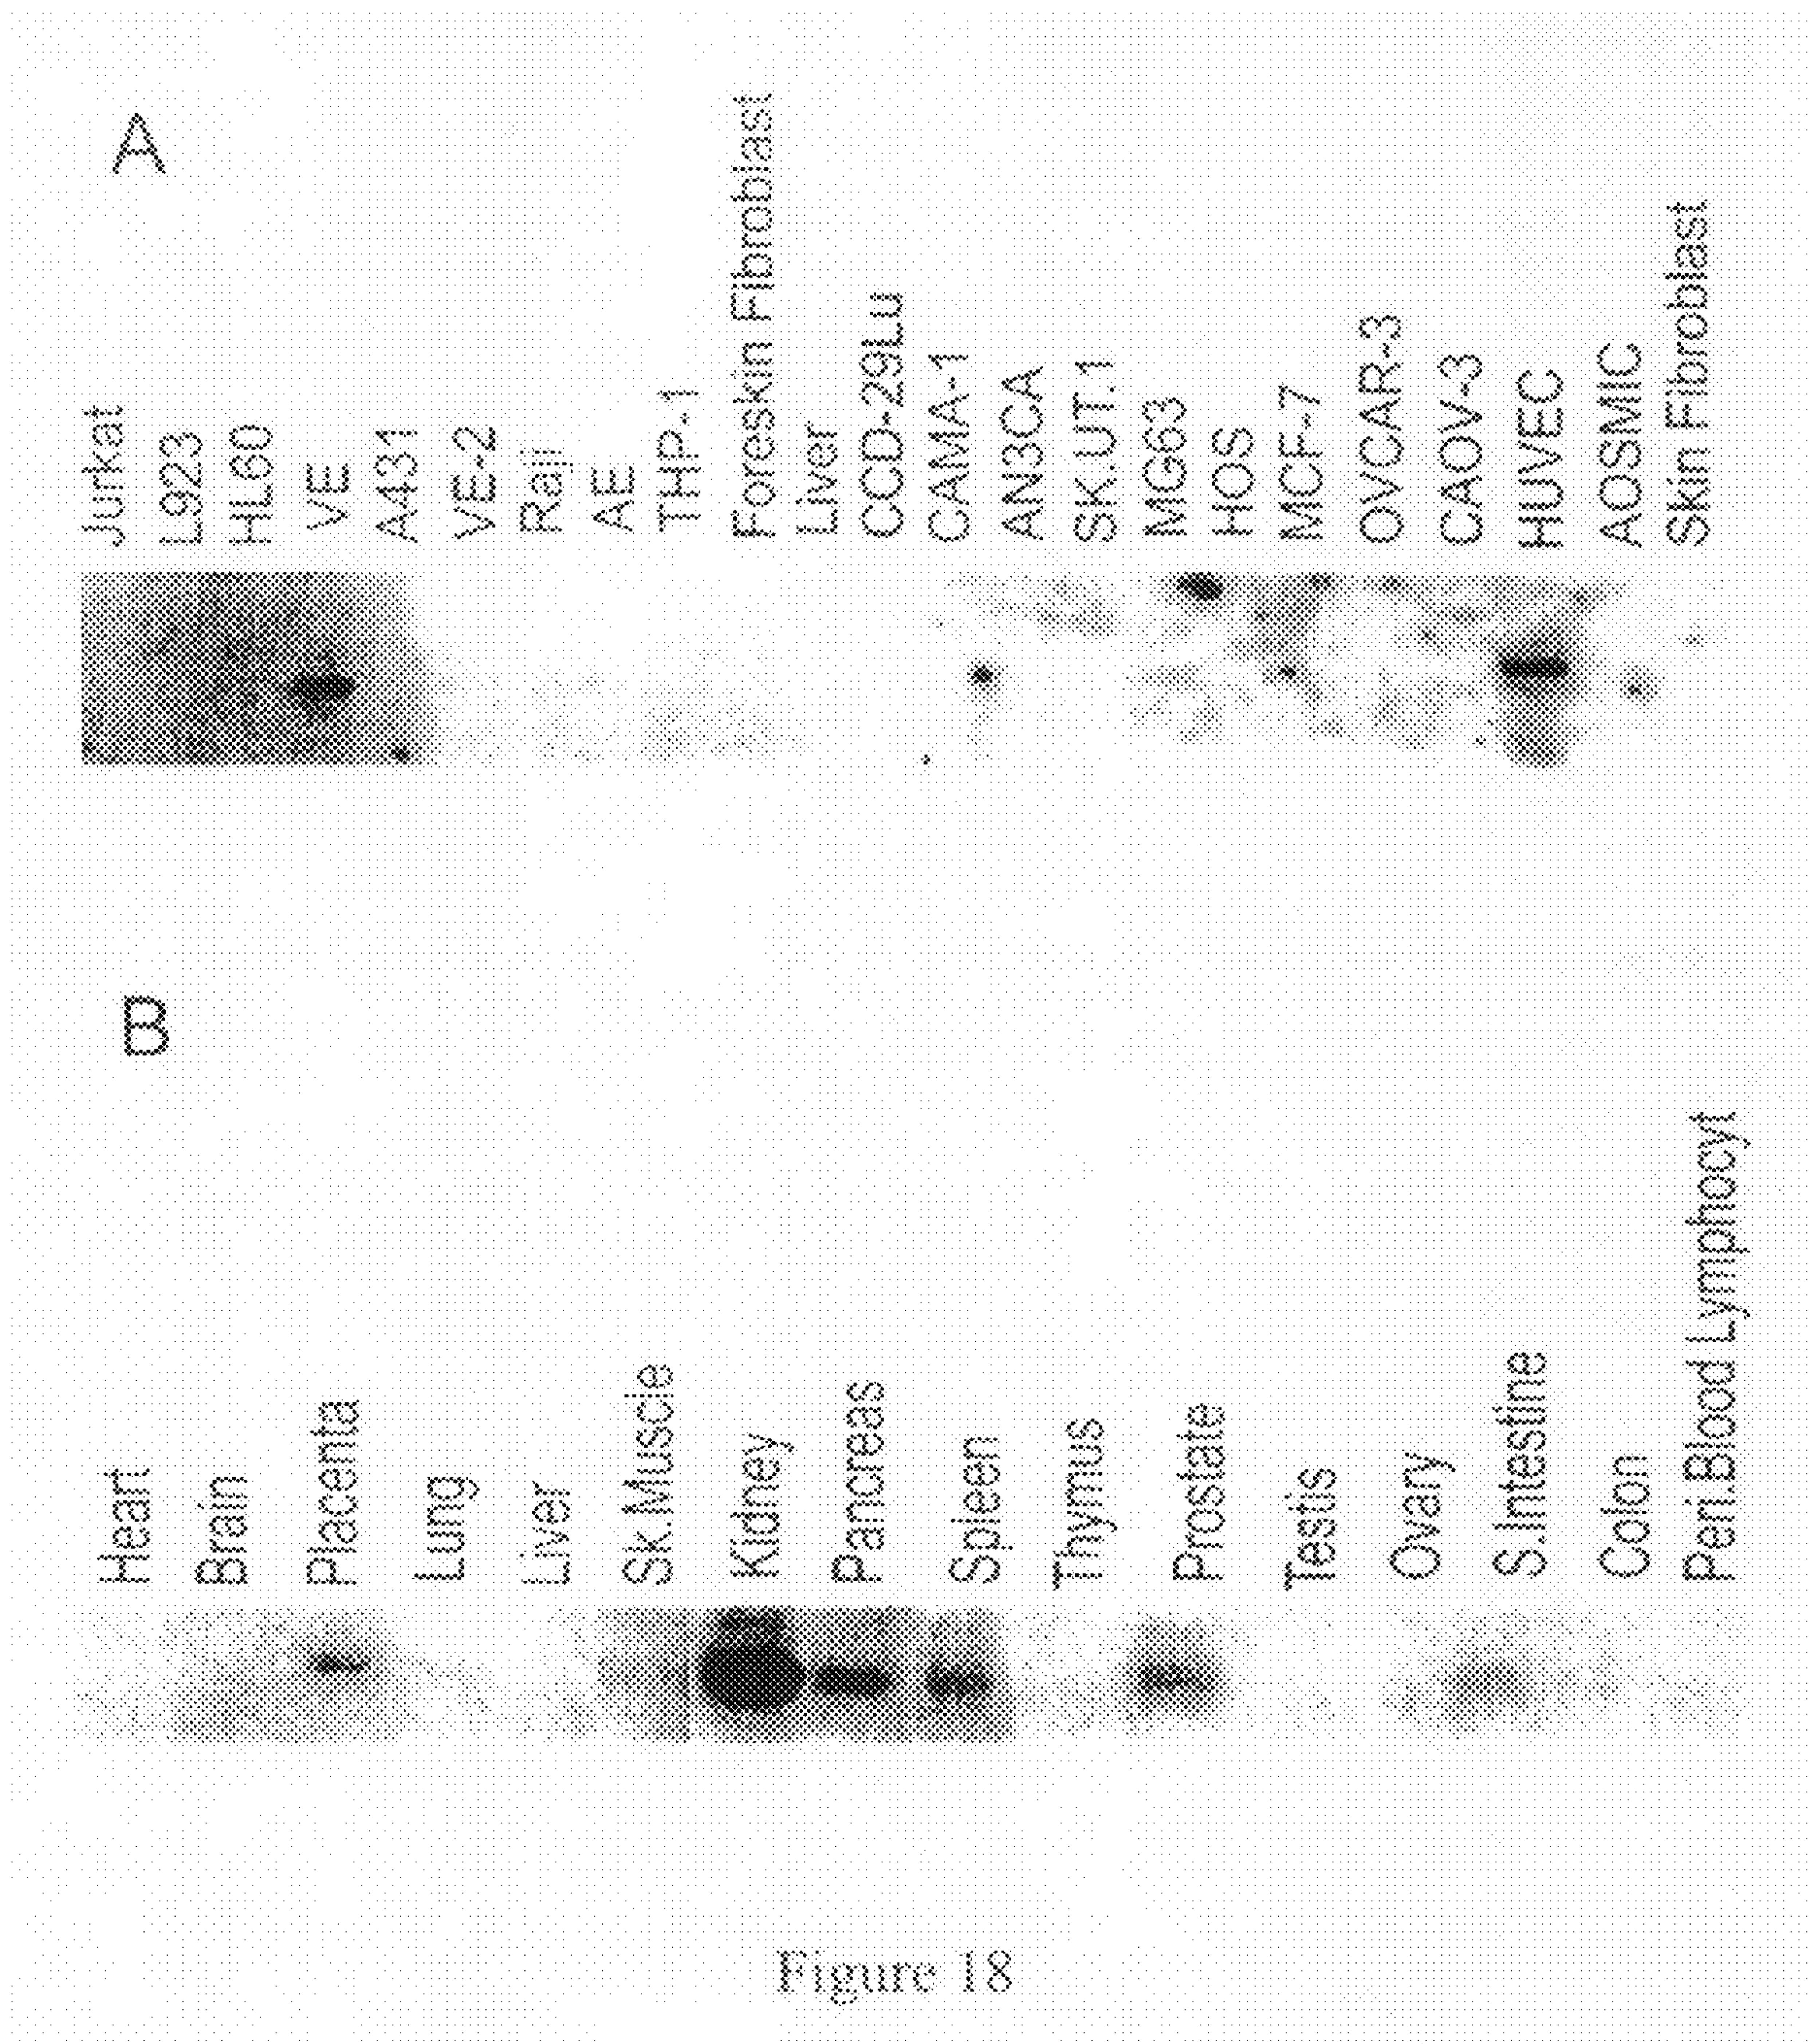 A
Jurkat
L923
HL60
VE
A431
VE-2
Raji
AE
THP-1
Foreskin Fibroblast
Liver
CCD-29Lu
CAMA-1
AN3CA
SK.UT.1
MG63
HOS
MCF-7
OVCAR-3
CAOV-3
HUVEC
AOSMIC
Skin Fibroblast
B
Heart
Brain
Placenta
Lung
Liver
Sk.Muscle
Kidney
Pancreas
Spleen
Thymus
Prostate
Testis
Ovary
S.Intestine
Colon
Peri.Blood Lymphocyt
Figure 18